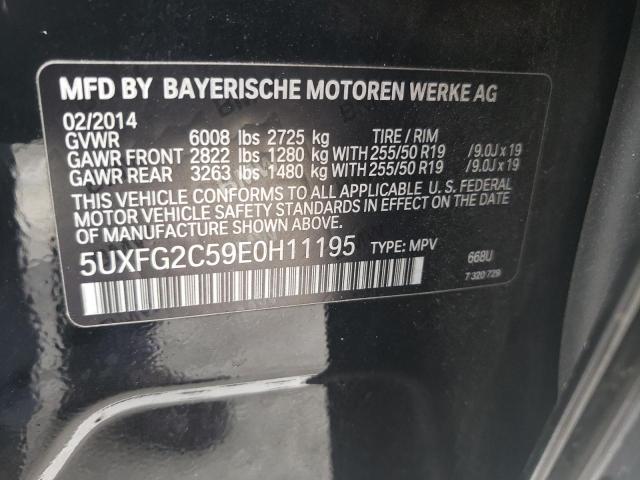 MFD BY BAYERISCHE MOTOREN WERKE AG
02/2014
GVWR 6008 lbs 2725 kg TIRE / RIM
GAWR FRONT 2822 lbs 1280 kg WITH 255/50 R19 /9.0J x 19
GAWR REAR 3263 lbs 1480 kg WITH 255/50 R19 /9.0J x 19
THIS VEHICLE CONFORMS TO ALL APPLICABLE U. S. FEDERAL
MOTOR VEHICLE SAFETY STANDARDS IN EFFECT ON THE DATE
OF MANUFACTURE SHOWN ABOVE.
5UXFG2C59E0H11195 TYPE: MPV 668U
7 320 729